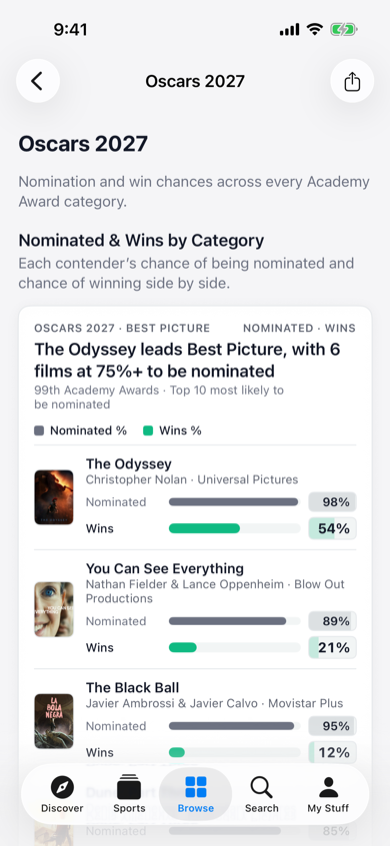 9:41
Oscars 2027
Oscars 2027
Nomination and win chances across every Academy
Award category.
Nominated & Wins by Category
Each contender's chance of being nominated and
chance of winning side by side.
OSCARS 2027 · BEST PICTURE NOMINATED · WINS
The Odyssey leads Best Picture, with 6
films at 75%+ to be nominated
99th Academy Awards · Top 10 most likely to
be nominated
Nominated % Wins %
The Odyssey
Christopher Nolan · Universal Pictures
Nominated 98%
Wins 54%
You Can See Everything
Nathan Fielder & Lance Oppenheim · Blow Out
Productions
Nominated 89%
Wins 21%
LA
BOLA
NEGRA
The Black Ball
Javier Ambrossi & Javier Calvo · Movistar Plus
Nominated 95%
Wins 12%
Discover Sports Browse Search My Stuff
Nominated 85%